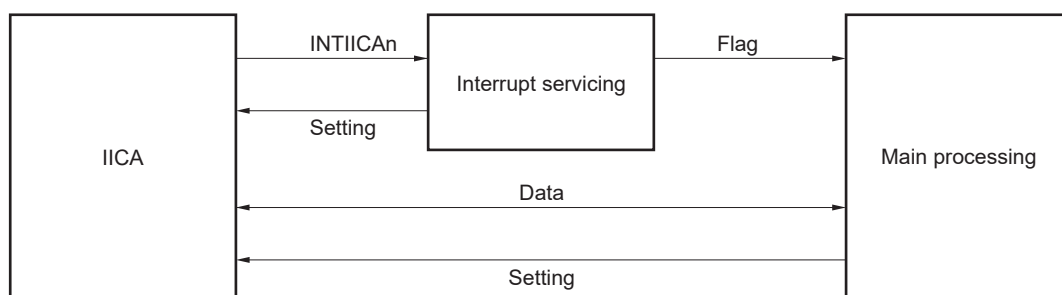 INTIICAn
Flag
Interrupt servicing
Setting
IICA
Main processing
Data
Setting